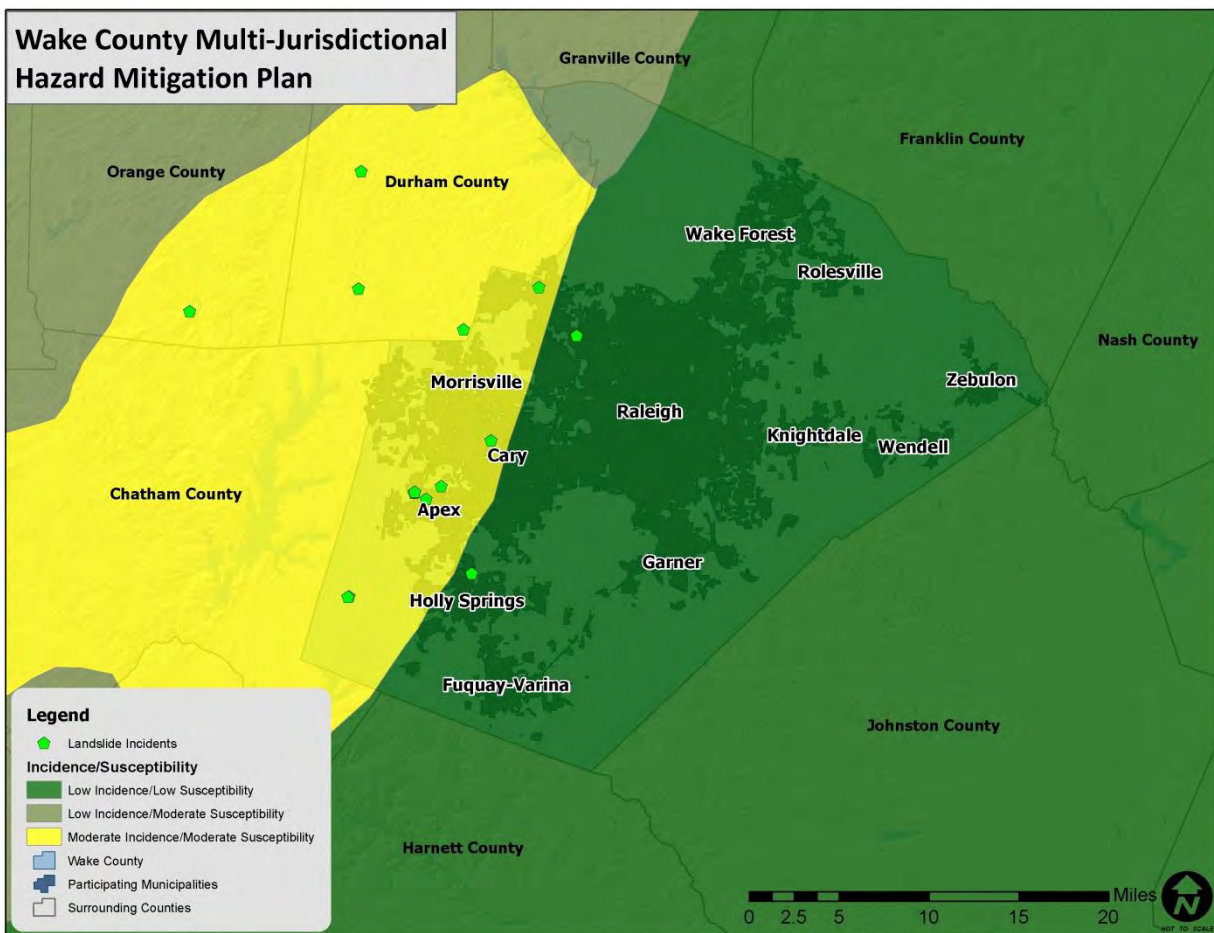 Wake County Multi-Jurisdictional
Hazard Mitigation Plan
Granville County
Franklin County
Orange County
Durham County
Wake Forest
Rolesville
Nash County
Morrisville
Zebulon
Raleigh
Knightdale
Wendell
Cary
Chatham County
Apex
Garner
Holly Springs
Fuquay-Varina
Johnston County
Harnett County
Legend
Landslide Incidents
Incidence/Susceptibility
Low Incidence/Low Susceptibility
Low Incidence/Moderate Susceptibility
Moderate Incidence/Moderate Susceptibility
Wake County
Participating Municipalities
Surrounding Counties
Miles
0 2.5 5 10 15 20
N
NOT TO SCALE